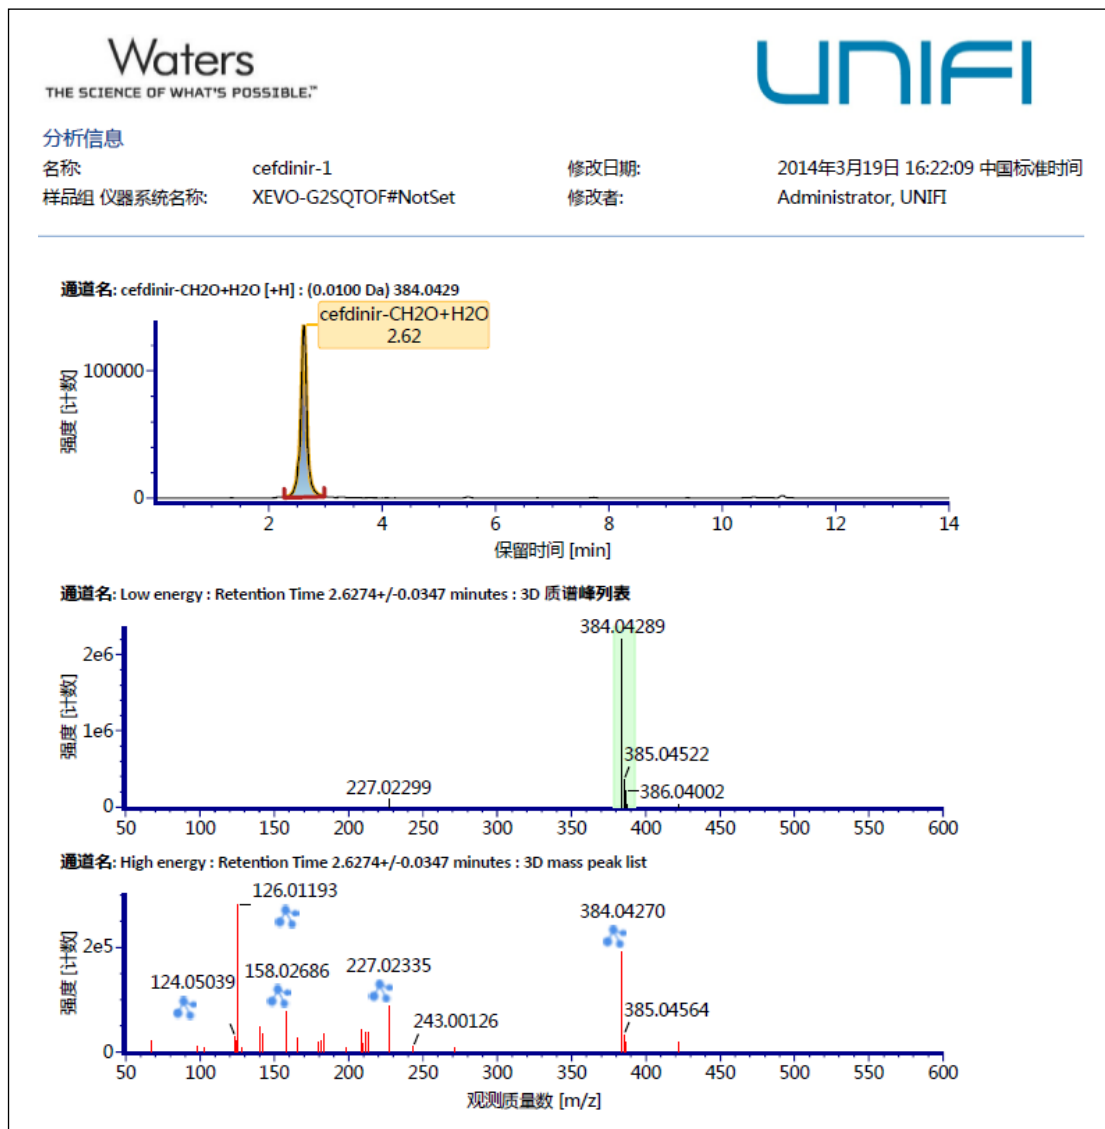 Waters
THE SCIENCE OF WHAT'S POSSIBLE.™
UNIFI
分析信息
名称: cefdinir-1 修改日期: 2014年3月19日 16:22:09 中国标准时间
样品组 仪器系统名称: XEVO-G2SQTOF#NotSet 修改者: Administrator, UNIFI
通道名: cefdinir-CH2O+H2O [+H] : (0.0100 Da) 384.0429
cefdinir-CH2O+H2O
2.62
强度 [计数]
100000
0
2 4 6 8 10 12 14
保留时间 [min]
通道名: Low energy : Retention Time 2.6274+/-0.0347 minutes : 3D 质谱峰列表
384.04289
2e6
强度 [计数]
1e6
385.04522
386.04002
227.02299
0
50 100 150 200 250 300 350 400 450 500 550 600
通道名: High energy : Retention Time 2.6274+/-0.0347 minutes : 3D mass peak list
126.01193
384.04270
强度 [计数]
2e5
124.05039
158.02686
227.02335
385.04564
243.00126
0
50 100 150 200 250 300 350 400 450 500 550 600
观测质量数 [m/z]